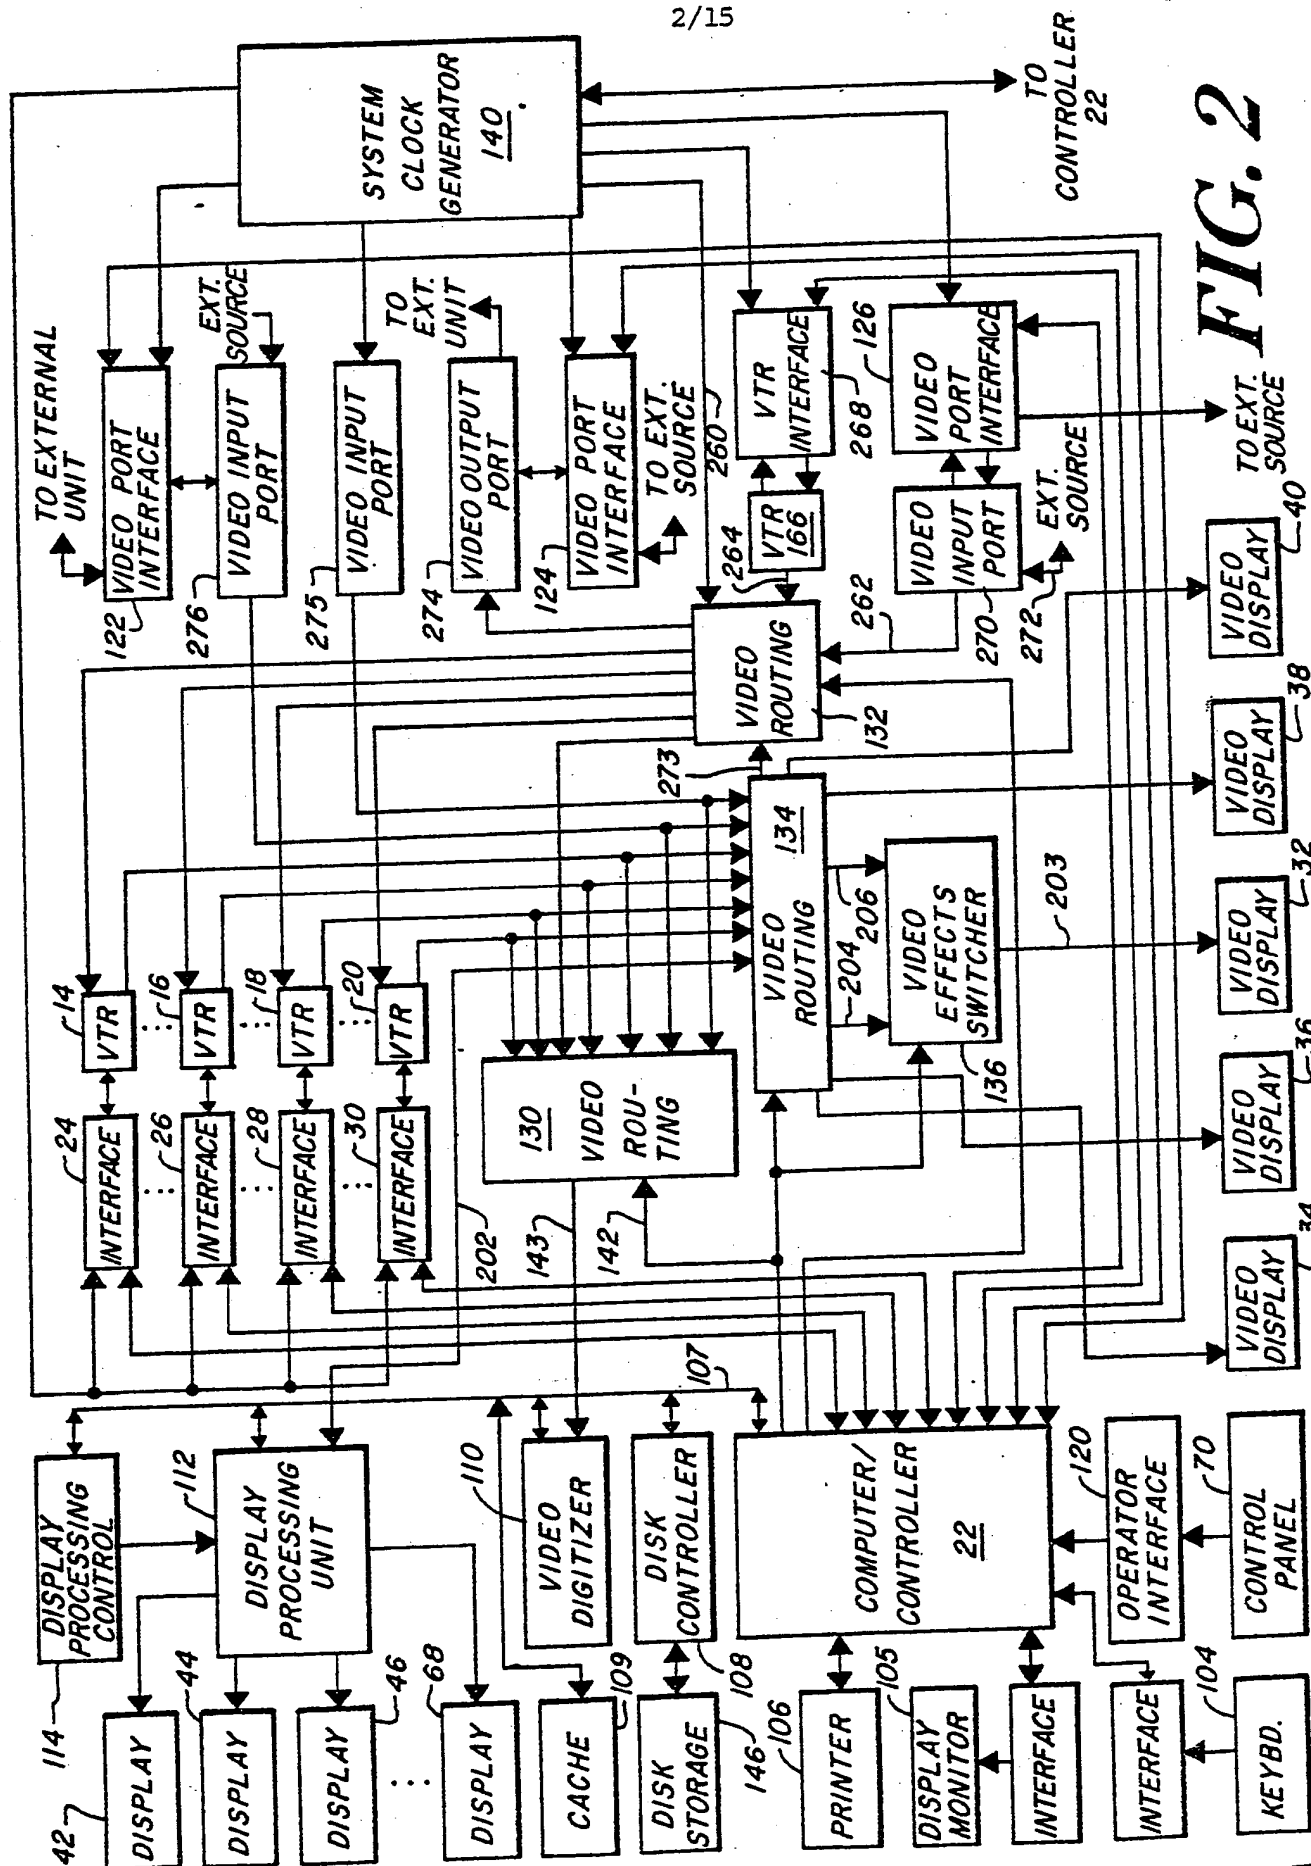 2/15
SYSTEM
CLOCK
GENERATOR
140
TO
CONTROLLER
22
FIG. 2
TO EXTERNAL
UNIT
VIDEO PORT
INTERFACE
122
EXT.
SOURCE
VIDEO INPUT
PORT
276
VIDEO INPUT
PORT
275
TO
EXT.
UNIT
VIDEO OUTPUT
PORT
274
VIDEO PORT
INTERFACE
124
TO EXT.
SOURCE
260
VTR
INTERFACE
268
VTR
166
264
126
VIDEO
PORT
INTERFACE
TO EXT.
SOURCE
VIDEO
INPUT
PORT
270
272
EXT.
SOURCE
262
VIDEO
ROUTING
132
273
14
VTR
16
VTR
18
VTR
20
VTR
24
INTERFACE
26
INTERFACE
28
INTERFACE
30
INTERFACE
202
143
142
130
VIDEO
ROU-
TING
134
VIDEO
ROUTING
204
206
VIDEO
EFFECTS
SWITCHER
136
203
VIDEO
DISPLAY
40
VIDEO
DISPLAY
38
VIDEO
DISPLAY
32
VIDEO
DISPLAY
36
VIDEO
DISPLAY
34
DISPLAY
PROCESSING
CONTROL
114
112
DISPLAY
PROCESSING
UNIT
107
110
VIDEO
DIGITIZER
DISK
CONTROLLER
108
COMPUTER/
CONTROLLER
22
120
OPERATOR
INTERFACE
70
CONTROL
PANEL
42
DISPLAY
44
DISPLAY
46
DISPLAY
68
DISPLAY
CACHE
109
DISK
STORAGE
146
106
PRINTER
105
DISPLAY
MONITOR
INTERFACE
INTERFACE
104
KEYBD.